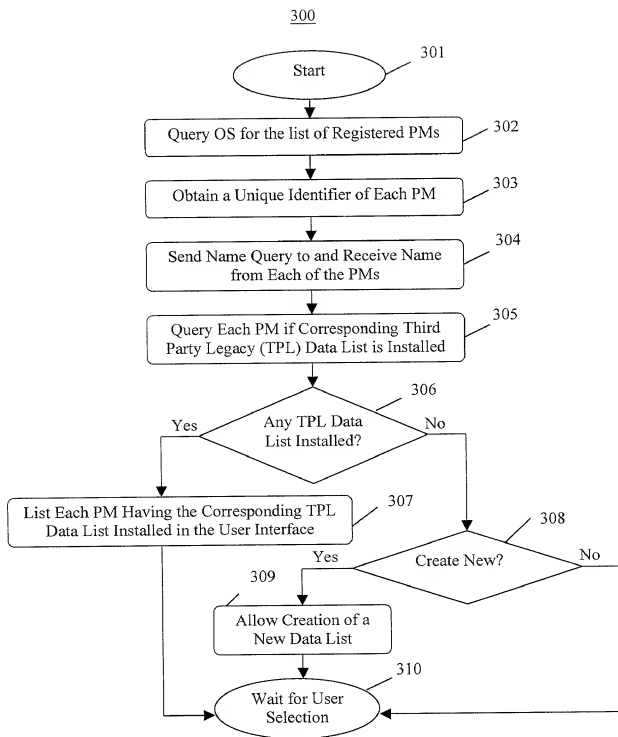 300
Start
301
Query OS for the list of Registered PMs
302
Obtain a Unique Identifier of Each PM
303
Send Name Query to and Receive Name
from Each of the PMs
304
Query Each PM if Corresponding Third
Party Legacy (TPL) Data List is Installed
305
306
Any TPL Data
List Installed?
Yes
No
List Each PM Having the Corresponding TPL
Data List Installed in the User Interface
307
308
Create New?
Yes
No
309
Allow Creation of a
New Data List
310
Wait for User
Selection